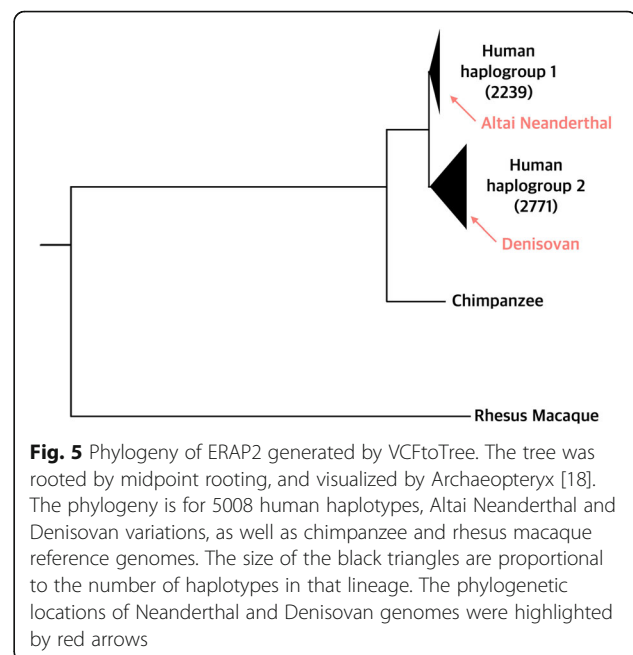 Human
haplogroup 1
(2239)
Altai Neanderthal
Human
haplogroup 2
(2771)
Denisovan
Chimpanzee
Rhesus Macaque
Fig. 5 Phylogeny of ERAP2 generated by VCFtoTree. The tree was
rooted by midpoint rooting, and visualized by Archaeopteryx [18].
The phylogeny is for 5008 human haplotypes, Altai Neanderthal and
Denisovan variations, as well as chimpanzee and rhesus macaque
reference genomes. The size of the black triangles are proportional
to the number of haplotypes in that lineage. The phylogenetic
locations of Neanderthal and Denisovan genomes were highlighted
by red arrows